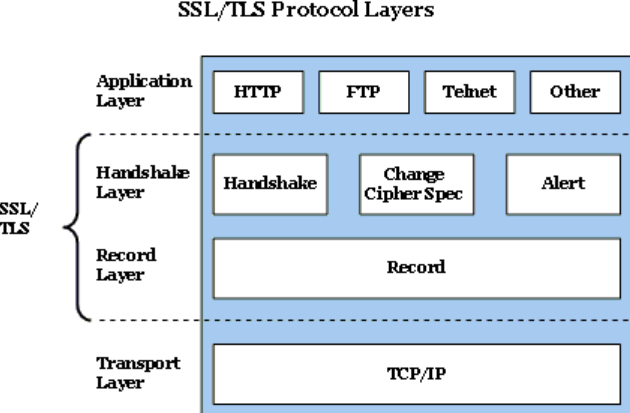 SSL/TLS Protocol Layers
Application
Layer
HTTP
FTP
Telnet
Other
Handshake
Layer
Handshake
Change
Cipher Spec
Alert
SSL/
TLS
Record
Layer
Record
Transport
Layer
TCP/IP